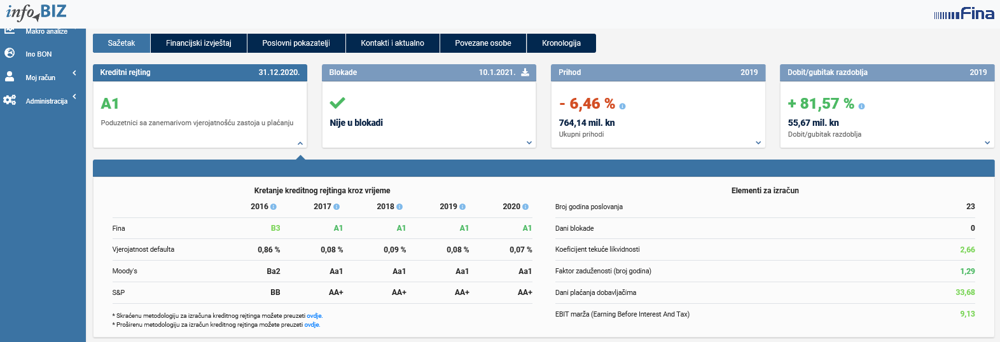 info.BIZ
Fina
Makro analize
Ino BON
Moj račun
Administracija
Sažetak
Financijski izvještaj
Poslovni pokazatelji
Kontakti i aktualno
Povezane osobe
Kronologija
Kreditni rejting 31.12.2020.
A1
Poduzetnici sa zanemarivom vjerojatnošću zastoja u plaćanju
Blokade 10.1.2021.
Nije u blokadi
Prihod 2019
- 6,46 %
764,14 mil. kn
Ukupni prihodi
Dobit/gubitak razdoblja 2019
+ 81,57 %
55,67 mil. kn
Dobit/gubitak razdoblja
Kretanje kreditnog rejtinga kroz vrijeme
2016 2017 2018 2019 2020
Fina B3 A1 A1 A1 A1
Vjerojatnost defaulta 0,86 % 0,08 % 0,09 % 0,08 % 0,07 %
Moody's Ba2 Aa1 Aa1 Aa1 Aa1
S&P BB AA+ AA+ AA+ AA+
* Skraćenu metodologiju za izračuna kreditnog rejtinga možete preuzeti ovdje.
* Proširenu metodologiju za izračun kreditnog rejtinga možete preuzeti ovdje.
Elementi za izračun
Broj godina poslovanja 23
Dani blokade 0
Koeficijent tekuće likvidnosti 2,66
Faktor zaduženosti (broj godina) 1,29
Dani plaćanja dobavljačima 33,68
EBIT marža (Earning Before Interest And Tax) 9,13